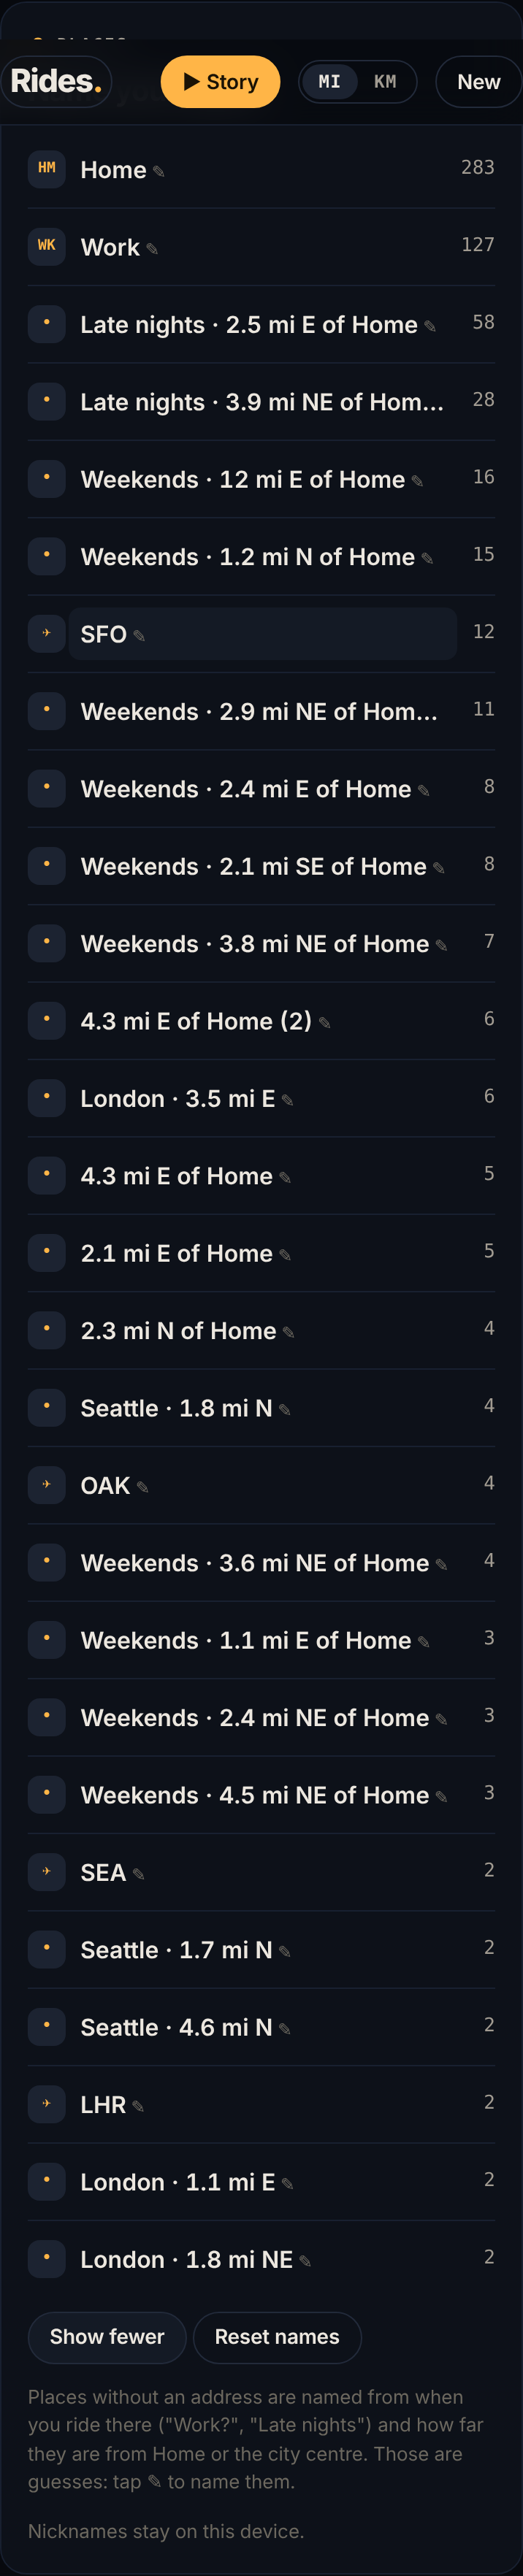 Rides.
▶ Story
MI KM
New
HM Home ✎ 283
WK Work ✎ 127
Late nights · 2.5 mi E of Home ✎ 58
Late nights · 3.9 mi NE of Hom... 28
Weekends · 12 mi E of Home ✎ 16
Weekends · 1.2 mi N of Home ✎ 15
✈ SFO ✎ 12
Weekends · 2.9 mi NE of Hom... 11
Weekends · 2.4 mi E of Home ✎ 8
Weekends · 2.1 mi SE of Home ✎ 8
Weekends · 3.8 mi NE of Home ✎ 7
4.3 mi E of Home (2) ✎ 6
London · 3.5 mi E ✎ 6
4.3 mi E of Home ✎ 5
2.1 mi E of Home ✎ 5
2.3 mi N of Home ✎ 4
Seattle · 1.8 mi N ✎ 4
✈ OAK ✎ 4
Weekends · 3.6 mi NE of Home ✎ 4
Weekends · 1.1 mi E of Home ✎ 3
Weekends · 2.4 mi NE of Home ✎ 3
Weekends · 4.5 mi NE of Home ✎ 3
✈ SEA ✎ 2
Seattle · 1.7 mi N ✎ 2
Seattle · 4.6 mi N ✎ 2
✈ LHR ✎ 2
London · 1.1 mi E ✎ 2
London · 1.8 mi NE ✎ 2
Show fewer
Reset names
Places without an address are named from when
you ride there ("Work?", "Late nights") and how far
they are from Home or the city centre. Those are
guesses: tap ✎ to name them.
Nicknames stay on this device.